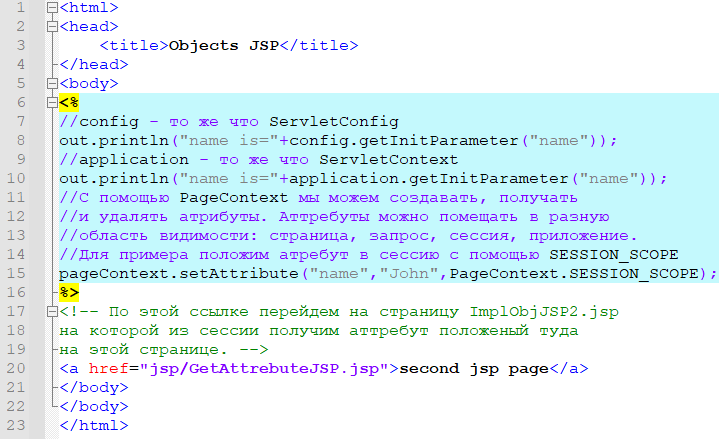 1 <html>
2 <head>
3 <title>Objects JSP</title>
4 </head>
5 <body>
6 <%
7 //config - то же что ServletConfig
8 out.println("name is="+config.getInitParameter("name"));
9 //application - то же что ServletContext
10 out.println("name is="+application.getInitParameter("name"));
11 //С помощью PageContext мы можем создавать, получать
12 //и удалять атрибуты. Аттребуты можно помещать в разную
13 //область видимости: страница, запрос, сессия, приложение.
14 //Для примера положим атребут в сессию с помощью SESSION_SCOPE
15 pageContext.setAttribute("name","John",PageContext.SESSION_SCOPE);
16 %>
17 <!-- По этой ссылке перейдем на страницу ImplObjJSP2.jsp
18 на которой из сессии получим аттребут положеный туда
19 на этой странице. -->
20 <a href="jsp/GetAttrebuteJSP.jsp">second jsp page</a>
21 </body>
22 </body>
23 </html>